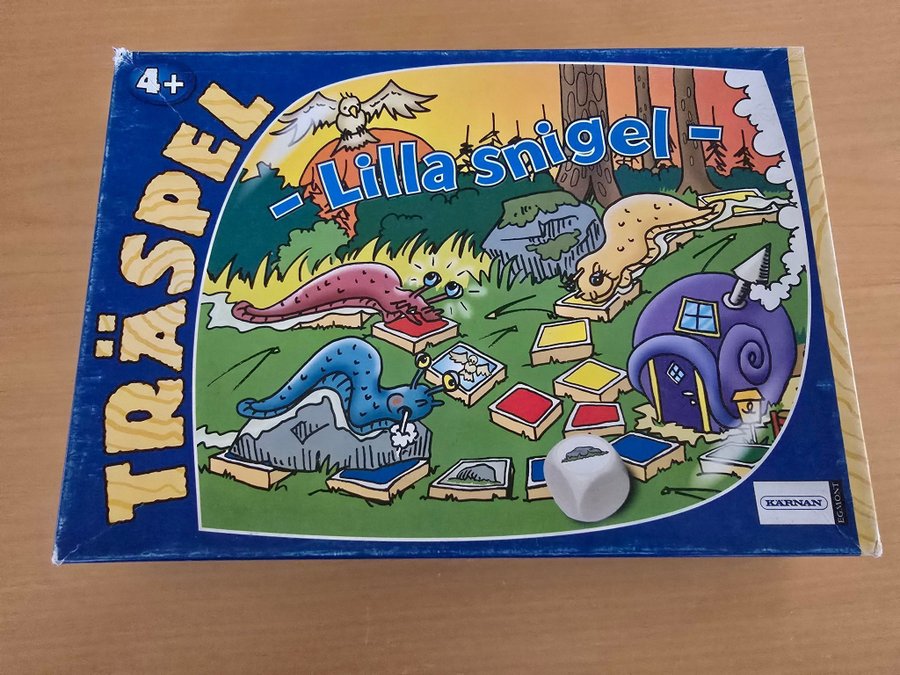 4+
TRÄSPEL
- Lilla snigel -
KÄRNAN
EGMONT